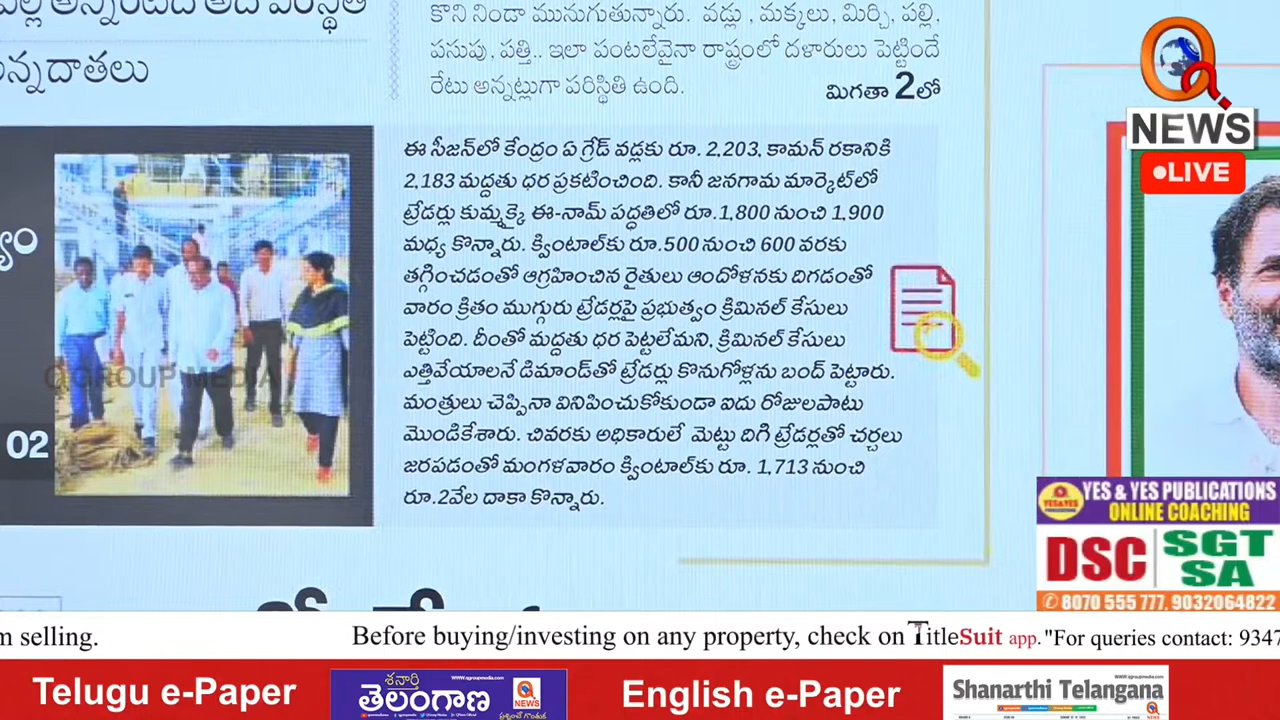 అన్నదాతలు
కొని నిండా మునుగుతున్నారు. వడ్లు , మక్కలు, మిర్చి, పల్లి,
పసుపు, పత్తి.. ఇలా పంటలేవైనా రాష్ట్రంలో దళారులు పెట్టిందే
రేటు అన్నట్లుగా పరిస్థితి ఉంది.
మిగతా 2లో
ఈ సీజన్‌లో కేంద్రం ఏ గ్రేడ్ వడ్లకు రూ. 2,203, కామన్ రకానికి
2,183 మద్దతు ధర ప్రకటించింది. కానీ జనగామ మార్కెట్‌లో
ట్రేడర్లు కుమ్మక్కై ఈ-నామ్ పద్ధతిలో రూ.1,800 నుంచి 1,900
మధ్య కొన్నారు. క్వింటాల్‌కు రూ.500 నుంచి 600 వరకు
తగ్గించడంతో ఆగ్రహించిన రైతులు ఆందోళనకు దిగడంతో
వారం క్రితం ముగ్గురు ట్రేడర్లపై ప్రభుత్వం క్రిమినల్ కేసులు
పెట్టింది. దీంతో మద్దతు ధర పెట్టలేమని, క్రిమినల్ కేసులు
ఎత్తివేయాలనే డిమాండ్‌తో ట్రేడర్లు కొనుగోళ్లను బంద్ పెట్టారు.
మంత్రులు చెప్పినా వినిపించుకోకుండా ఐదు రోజులపాటు
మొండికేశారు. చివరకు అధికారులే మెట్టు దిగి ట్రేడర్లతో చర్చలు
జరపడంతో మంగళవారం క్వింటాల్‌కు రూ. 1,713 నుంచి
రూ.2వేల దాకా కొన్నారు.
02
Q GROUP MEDIA
Q
NEWS
LIVE
YES & YES PUBLICATIONS
ONLINE COACHING
DSC SGT
SA
8070 555 777, 9032064822
m selling. Before buying/investing on any property, check on TitleSuit app. "For queries contact: 9347
Telugu e-Paper
శనార్తి
తెలంగాణ
NEWS
English e-Paper
Shanarthi Telangana